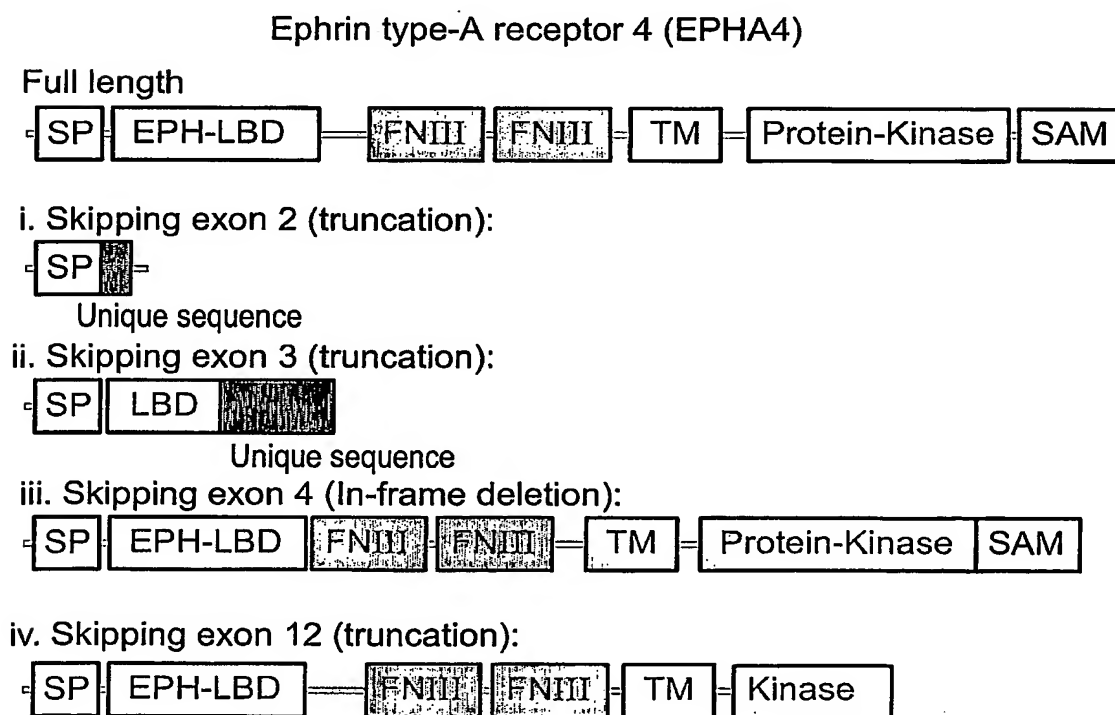 Ephrin type-A receptor 4 (EPHA4)
Full length
SP EPH-LBD FNIII FNIII TM Protein-Kinase SAM
i. Skipping exon 2 (truncation):
SP
Unique sequence
ii. Skipping exon 3 (truncation):
SP LBD
Unique sequence
iii. Skipping exon 4 (In-frame deletion):
SP EPH-LBD FNIII FNIII TM Protein-Kinase SAM
iv. Skipping exon 12 (truncation):
SP EPH-LBD FNIII FNIII TM Kinase